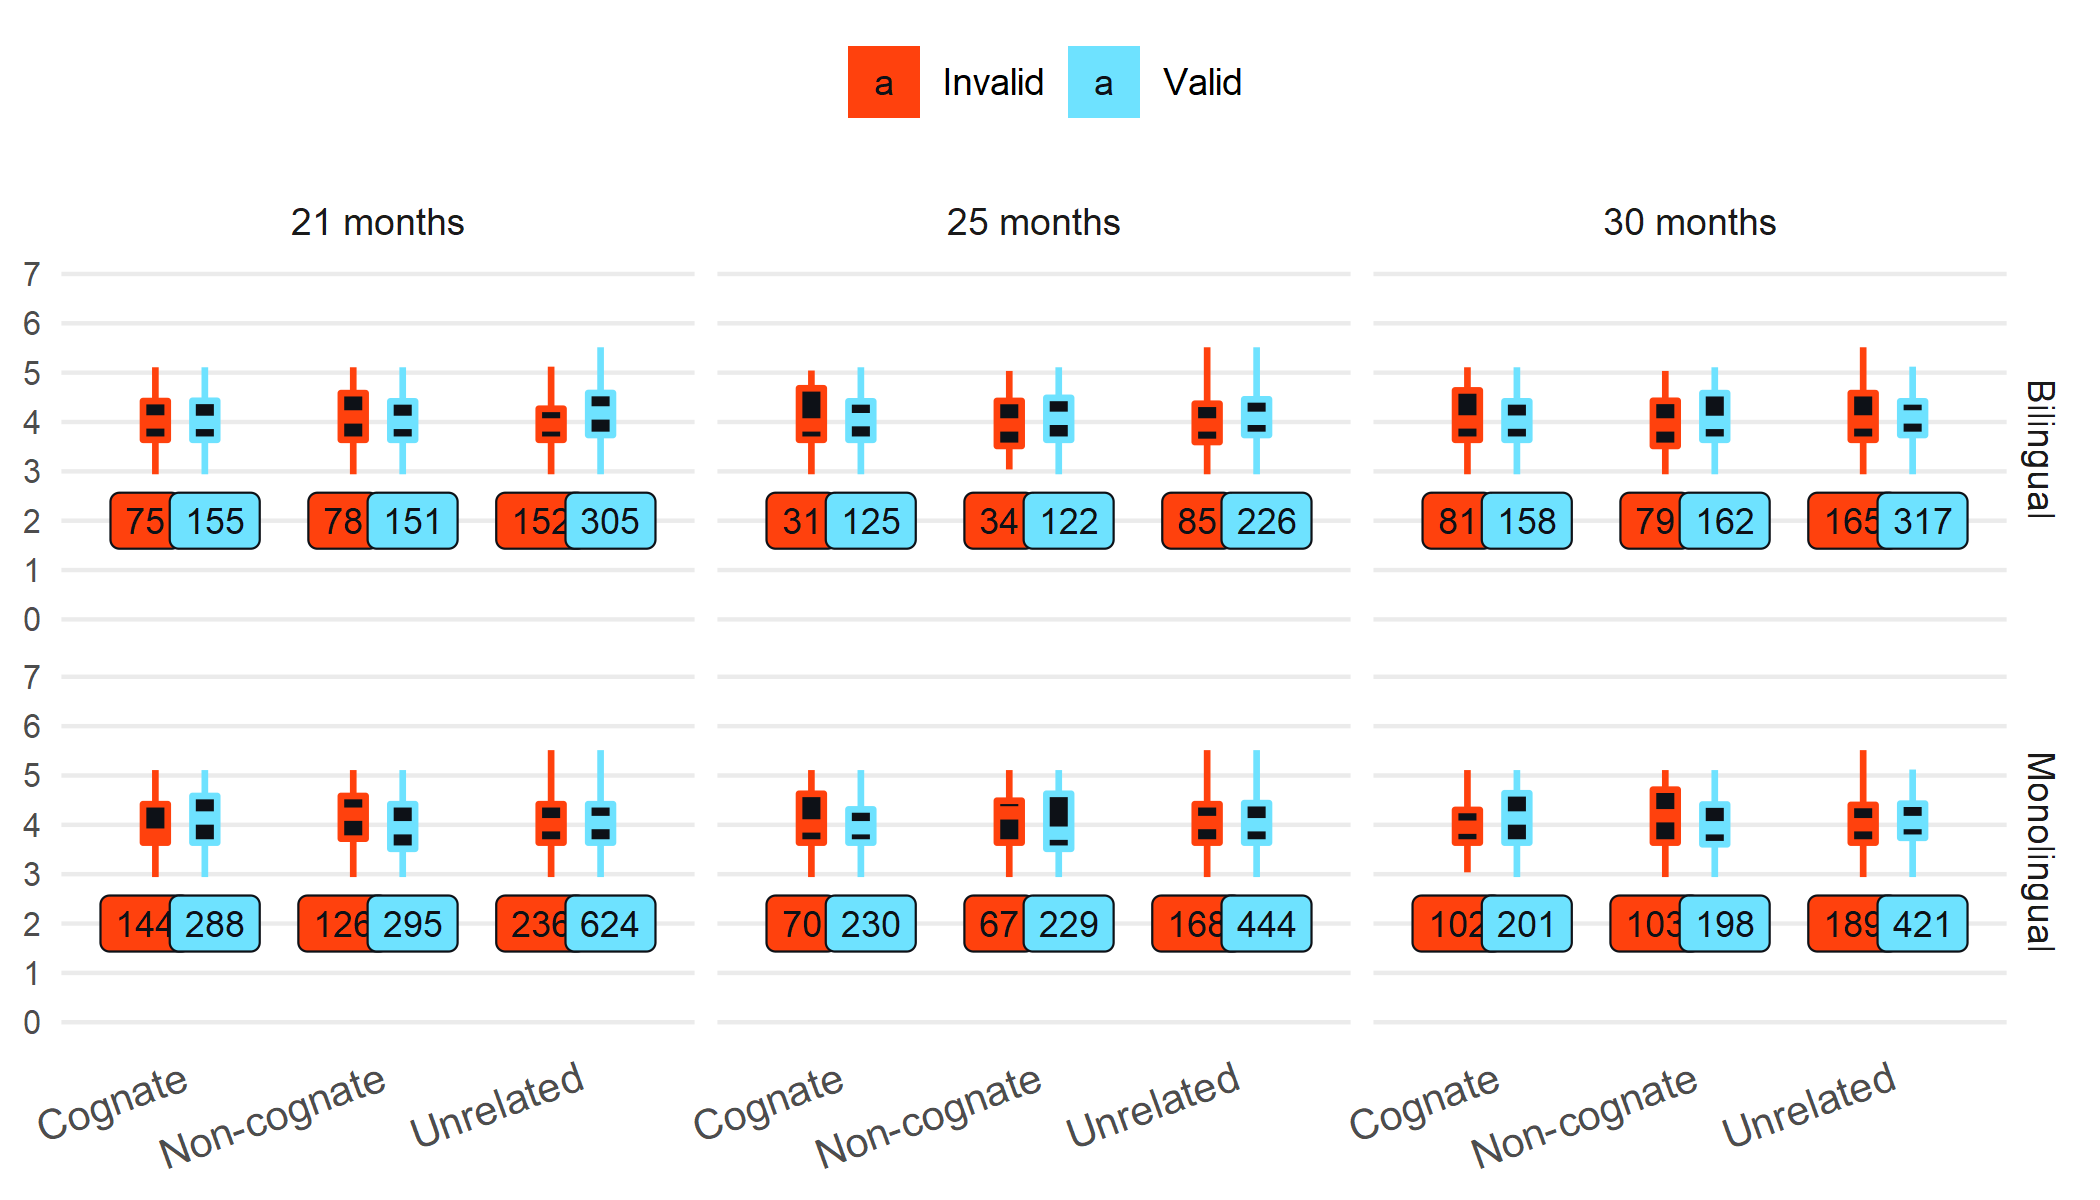 a Invalid a Valid
21 months 25 months 30 months
7
6
5
4
3
75 155 78 151 152 305 31 125 34 122 85 226 81 158 79 162 165 317
2
1
0
Bilingual
7
6
5
4
3
144 288 126 295 236 624 70 230 67 229 168 444 102 201 103 198 189 421
2
1
0
Monolingual
Cognate Non-cognate Unrelated Cognate Non-cognate Unrelated Cognate Non-cognate Unrelated